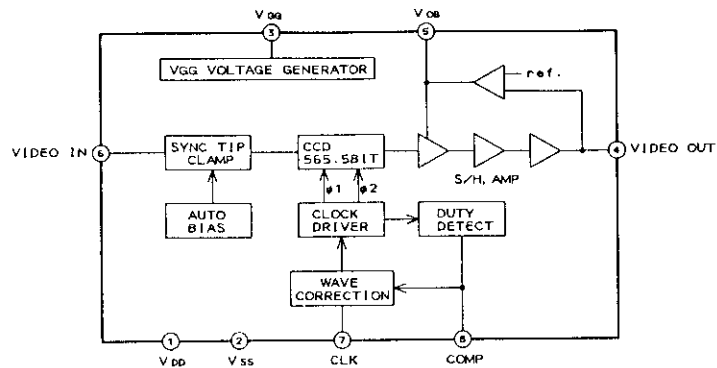 VGG
VOB
3
5
VGG VOLTAGE GENERATOR
ref.
VIDEO IN
6
SYNC TIP
CLAMP
CCD
565.5BIT
4
VIDEO OUT
S/H, AMP
φ1
φ2
AUTO
BIAS
CLOCK
DRIVER
DUTY
DETECT
WAVE
CORRECTION
1
2
7
8
VDD
VSS
CLK
COMP